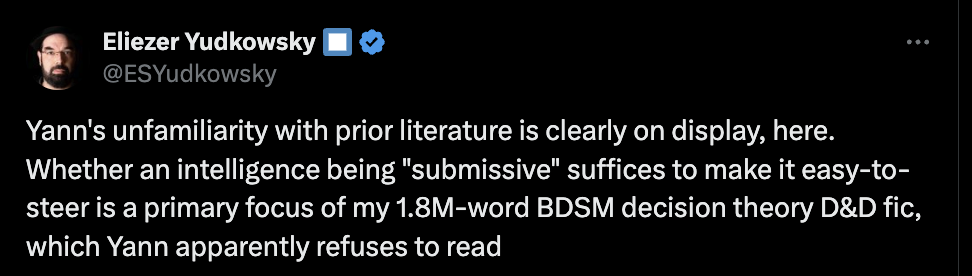 Eliezer Yudkowsky
@ESYudkowsky
Yann's unfamiliarity with prior literature is clearly on display, here.
Whether an intelligence being "submissive" suffices to make it easy-to-
steer is a primary focus of my 1.8M-word BDSM decision theory D&D fic,
which Yann apparently refuses to read